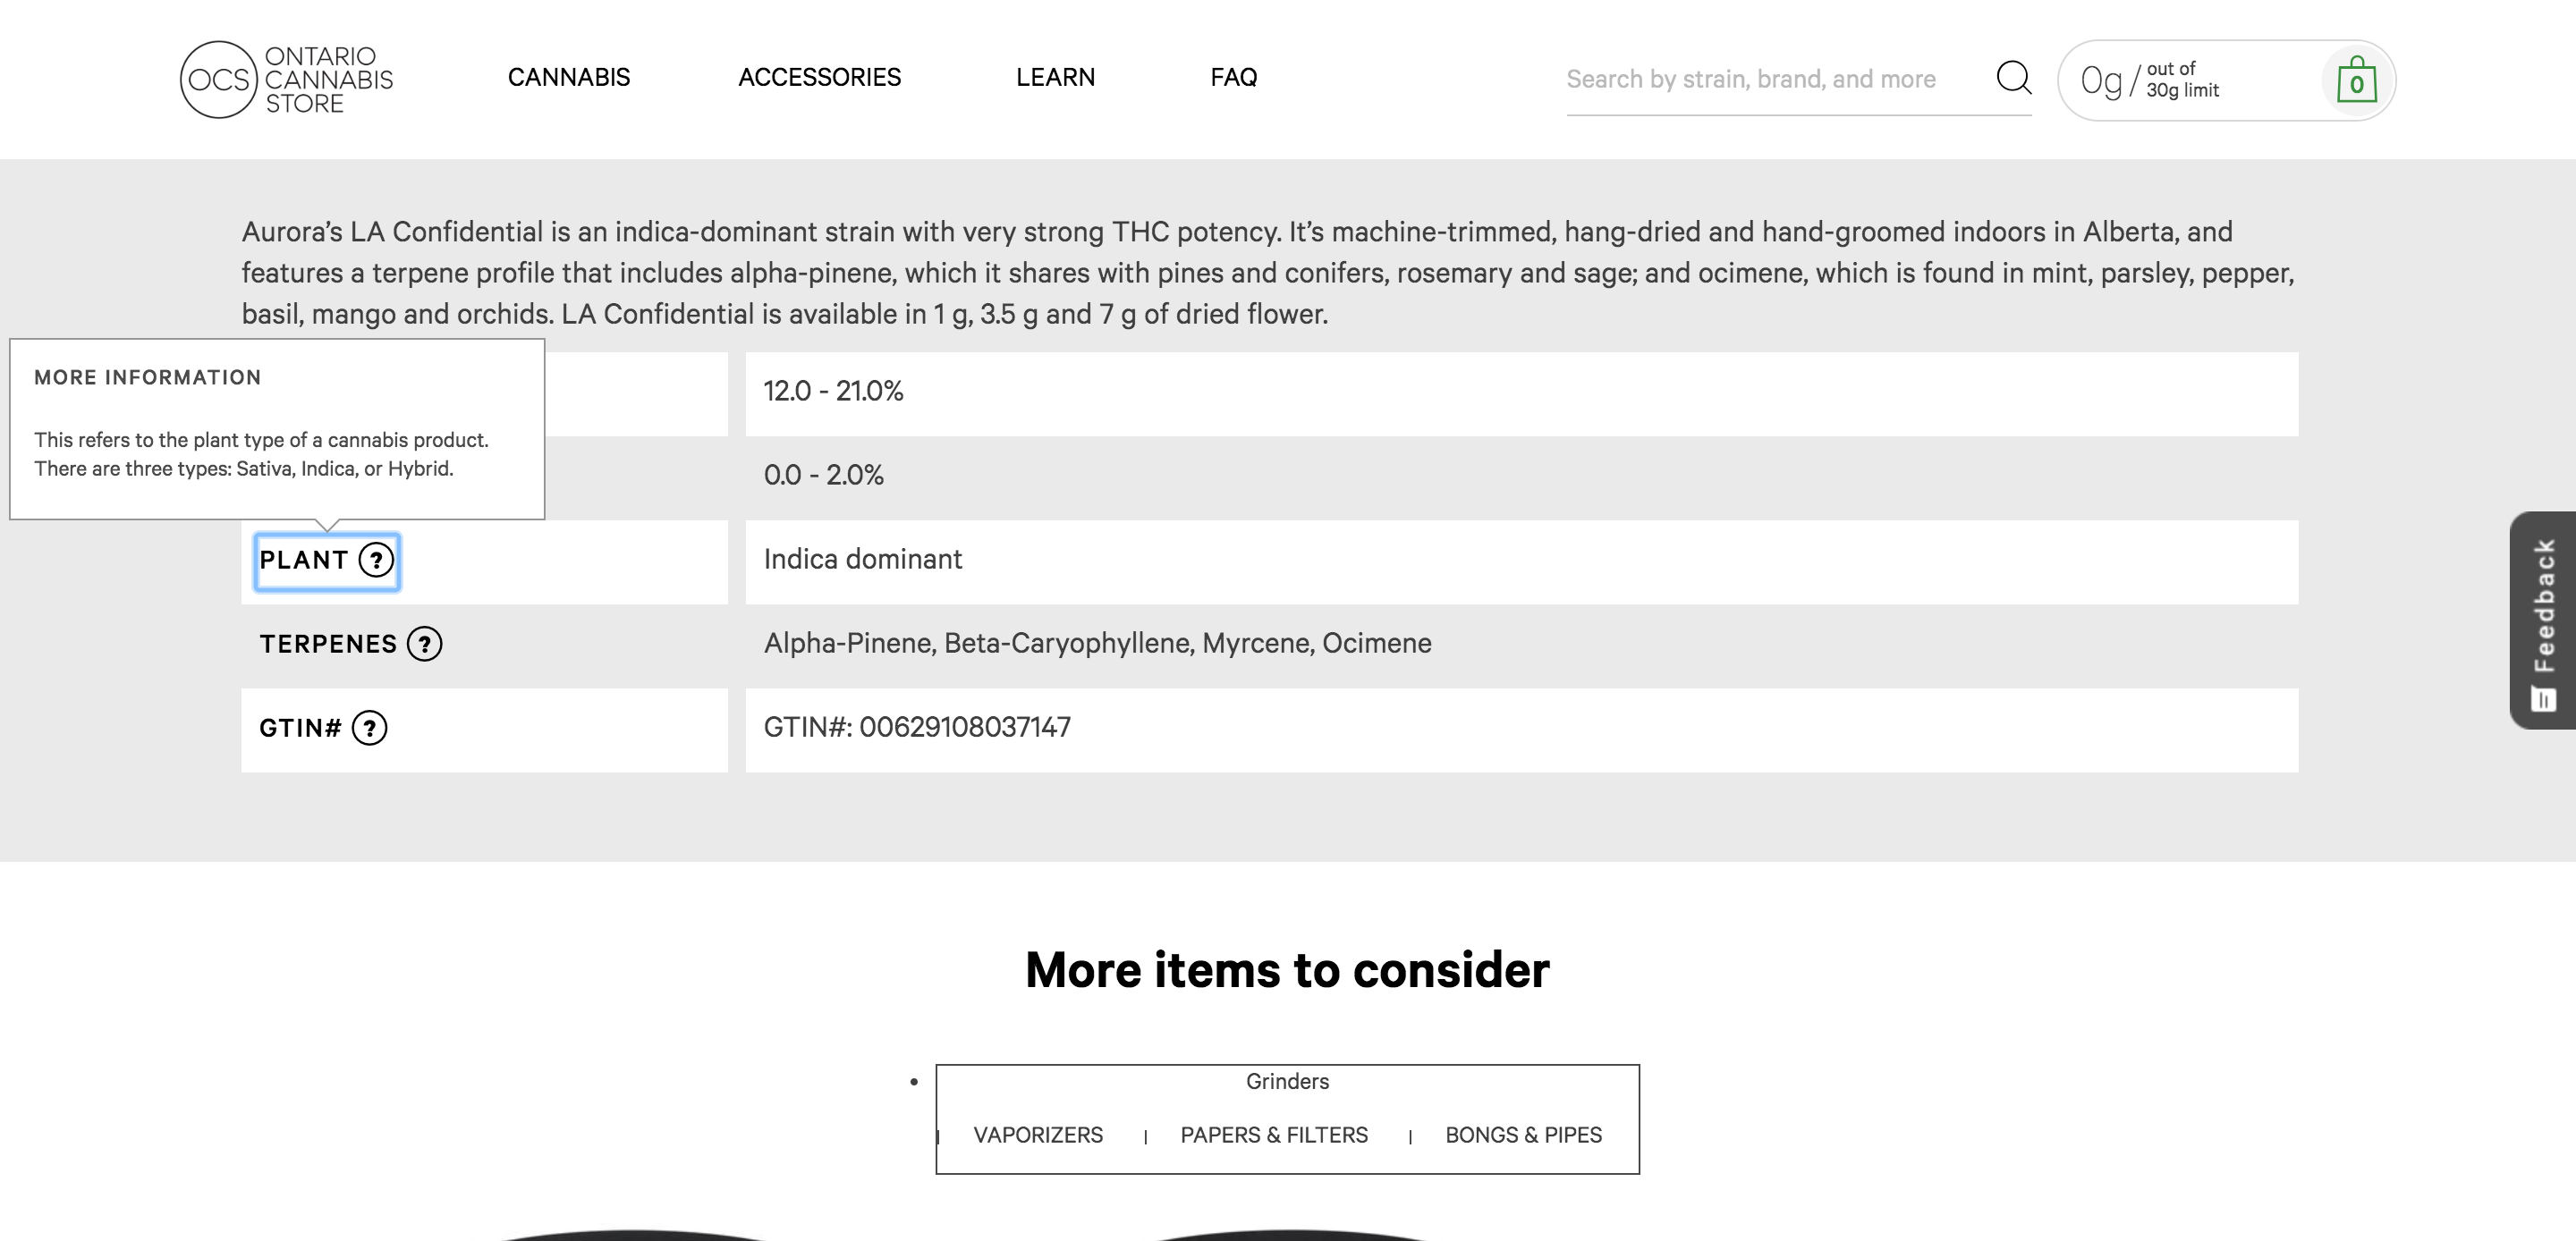 OCS
ONTARIO
CANNABIS
STORE
CANNABIS
ACCESSORIES
LEARN
FAQ
Search by strain, brand, and more
0g/
out of
30g limit
0
Aurora’s LA Confidential is an indica-dominant strain with very strong THC potency. It’s machine-trimmed, hang-dried and hand-groomed indoors in Alberta, and
features a terpene profile that includes alpha-pinene, which it shares with pines and conifers, rosemary and sage; and ocimene, which is found in mint, parsley, pepper,
basil, mango and orchids. LA Confidential is available in 1 g, 3.5 g and 7 g of dried flower.
MORE INFORMATION
This refers to the plant type of a cannabis product.
There are three types: Sativa, Indica, or Hybrid.
12.0 - 21.0%
0.0 - 2.0%
PLANT ?
Indica dominant
TERPENES ?
Alpha-Pinene, Beta-Caryophyllene, Myrcene, Ocimene
GTIN# ?
GTIN#: 00629108037147
Feedback
More items to consider
Grinders
VAPORIZERS | PAPERS & FILTERS | BONGS & PIPES